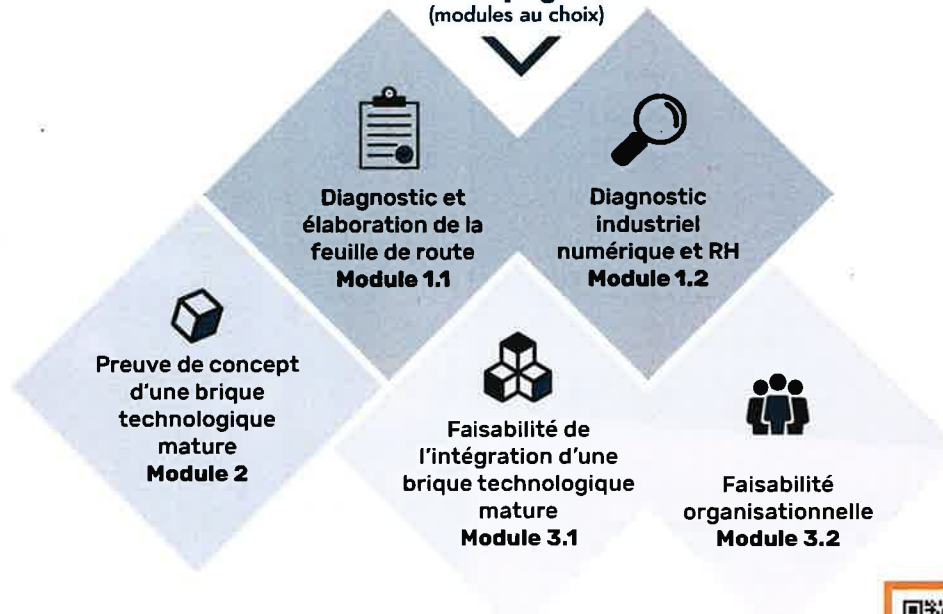 (modules au choix)
Diagnostic et
élaboration de la
feuille de route
Module 1.1
Diagnostic
industriel
numérique et RH
Module 1.2
Preuve de concept
d'une brique
technologique
mature
Module 2
Faisabilité de
l'intégration d'une
brique technologique
mature
Module 3.1
Faisabilité
organisationnelle
Module 3.2